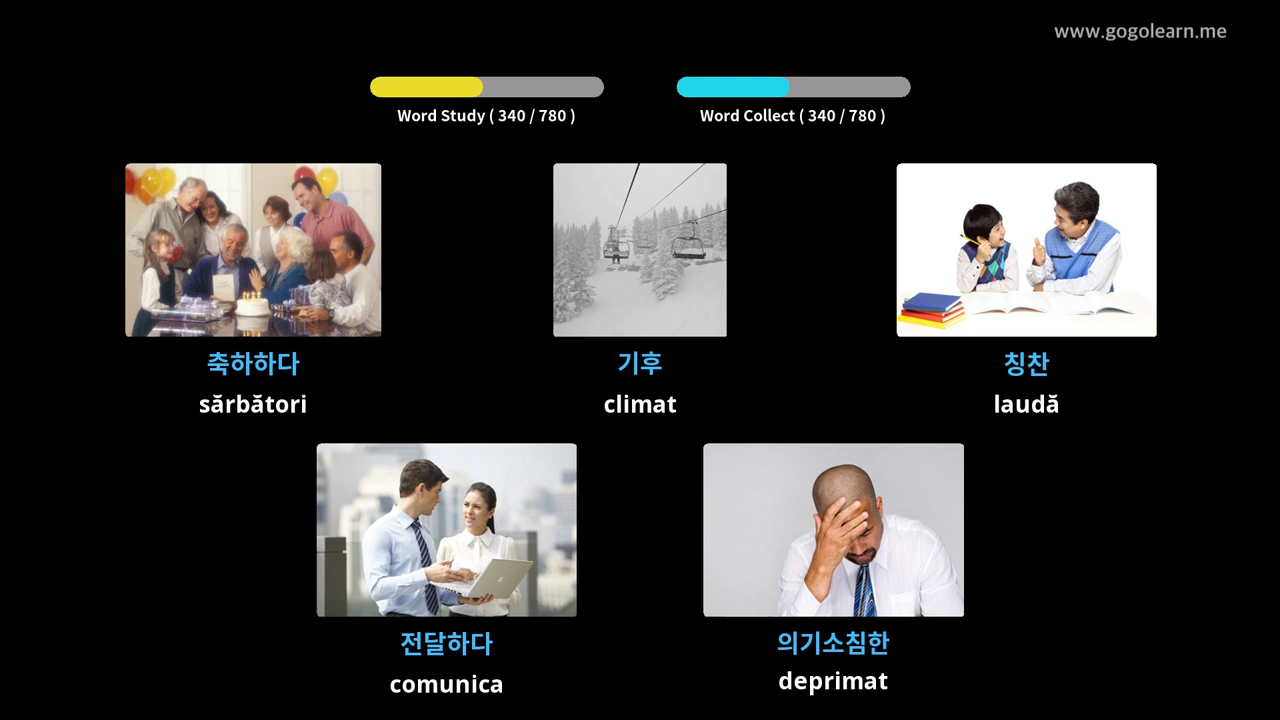 www.gogolearn.me
Word Study ( 340 / 780 )
Word Collect ( 340 / 780 )
축하하다
sărbători
기후
climat
칭찬
laudă
전달하다
comunica
의기소침한
deprimat